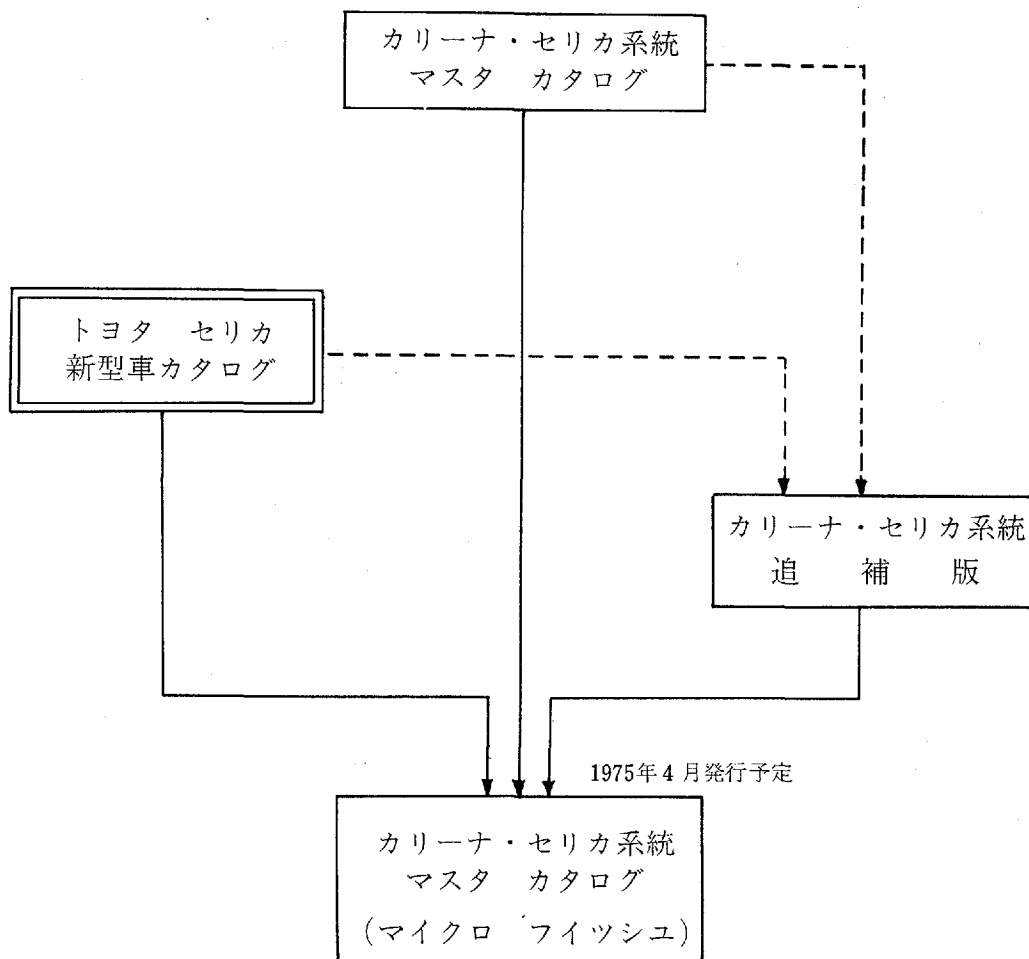 カリーナ・セリカ系統
マスタ カタログ
トヨタ セリカ
新型車カタログ
カリーナ・セリカ系統
追 補 版
1975年4月発行予定
カリーナ・セリカ系統
マスタ カタログ
(マイクロ フイツシユ)